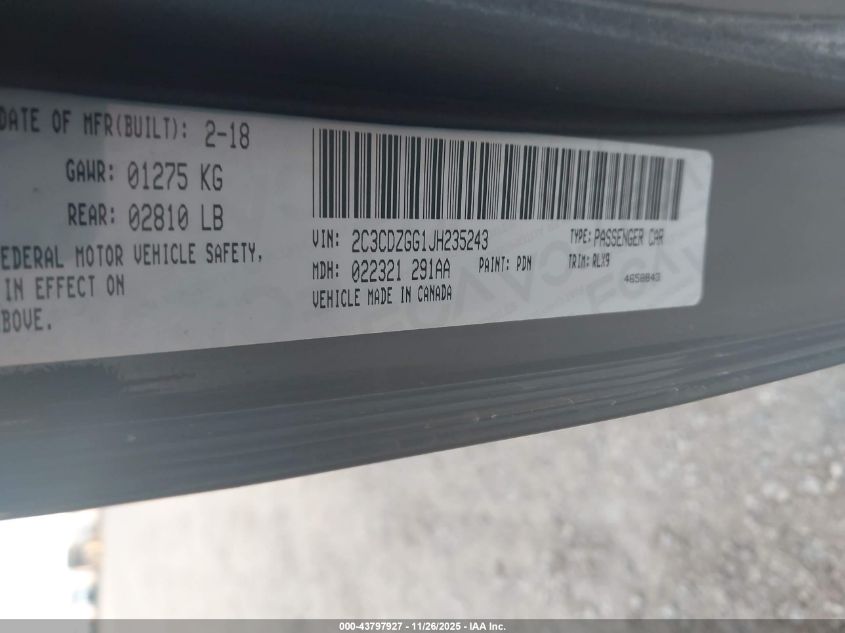 DATE OF MFR(BUILT): 2-18
GAWR: 01275 KG
REAR: 02810 LB
EDERAL MOTOR VEHICLE SAFETY,
IN EFFECT ON
BOVE.
VIN: 2C3CDZGG1JH235243 TYPE: PASSENGER CAR
MDH: 022321 291AA PAINT: PDN TRIM: RLX9
VEHICLE MADE IN CANADA 4658843
000-43797927 - 11/26/2025 - IAA Inc.